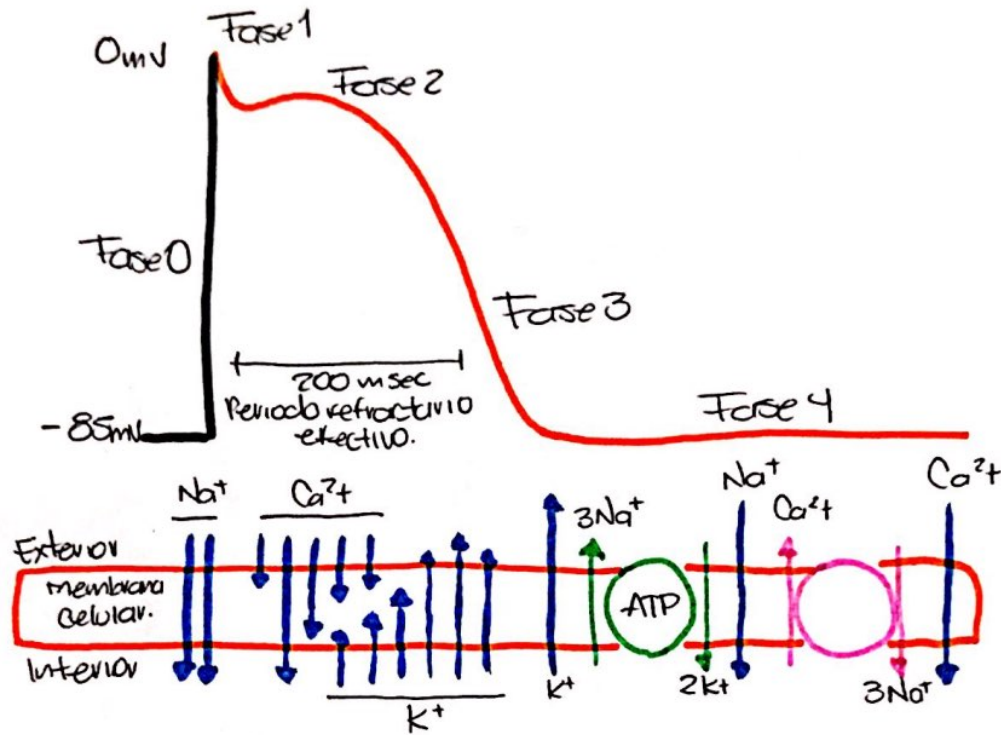 Fase 1
0mv
Fase 2
Fase 0
Fase 3
200 msec
Periodo refractario
efectivo.
-85mv
Fase 4
Na+
Ca2+
3Na+
Na+
Ca2+
Ca2+
Exterior
membrana
celular.
ATP
Interior
K+
K+
2K+
3Na+